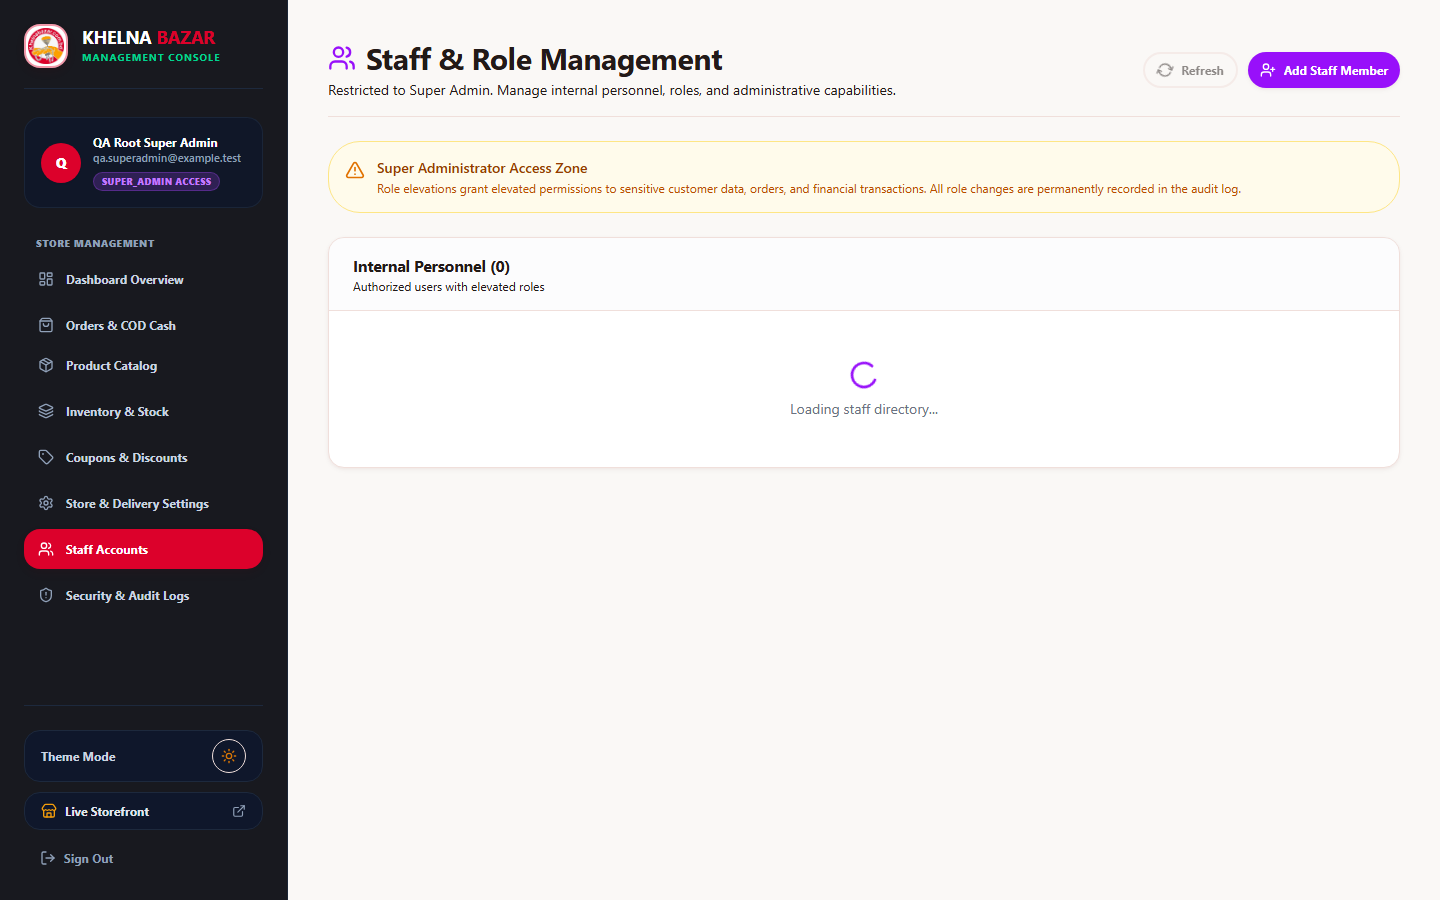 KHELNA BAZAR
MANAGEMENT CONSOLE
Q
QA Root Super Admin
qa.superadmin@example.test
SUPER_ADMIN ACCESS
STORE MANAGEMENT
Dashboard Overview
Orders & COD Cash
Product Catalog
Inventory & Stock
Coupons & Discounts
Store & Delivery Settings
Staff Accounts
Security & Audit Logs
Theme Mode
Live Storefront
Sign Out
Staff & Role Management
Restricted to Super Admin. Manage internal personnel, roles, and administrative capabilities.
Refresh
Add Staff Member
Super Administrator Access Zone
Role elevations grant elevated permissions to sensitive customer data, orders, and financial transactions. All role changes are permanently recorded in the audit log.
Internal Personnel (0)
Authorized users with elevated roles
Loading staff directory...